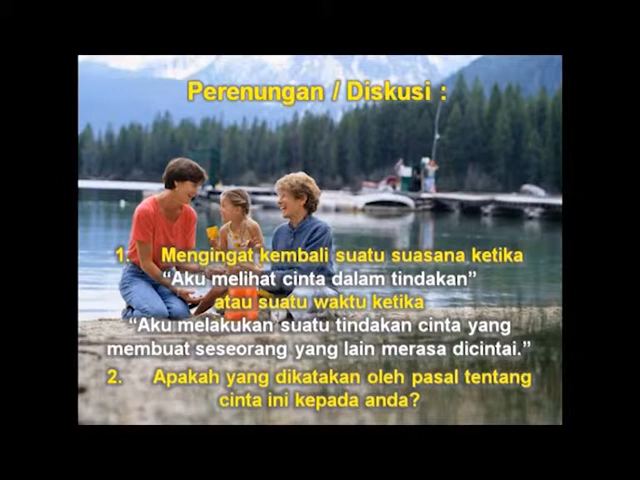 Perenungan / Diskusi :
1. Mengingat kembali suatu suasana ketika
“Aku melihat cinta dalam tindakan”
atau suatu waktu ketika
“Aku melakukan suatu tindakan cinta yang
membuat seseorang yang lain merasa dicintai.”
2. Apakah yang dikatakan oleh pasal tentang
cinta ini kepada anda?